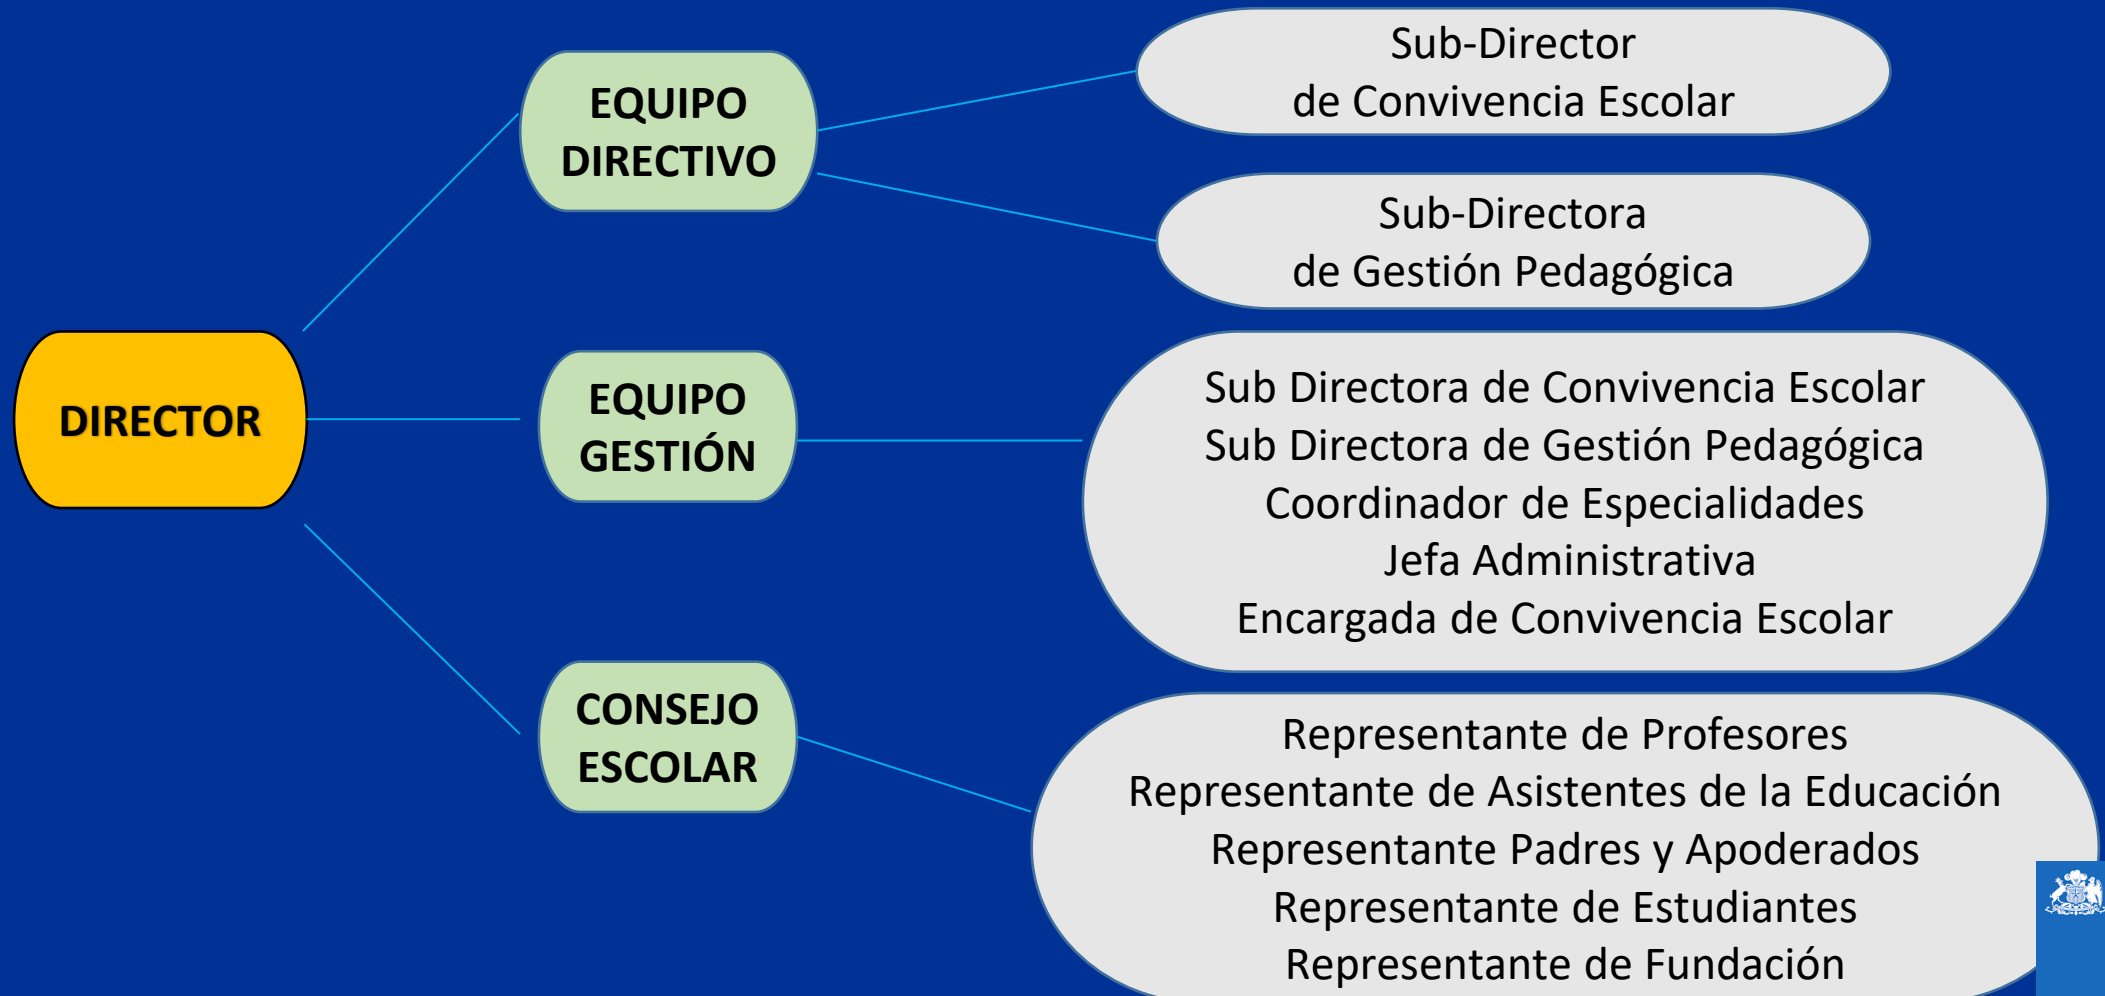 DIRECTOR
EQUIPO
DIRECTIVO
Sub-Director
de Convivencia Escolar
Sub-Directora
de Gestión Pedagógica
EQUIPO
GESTIÓN
Sub Directora de Convivencia Escolar
Sub Directora de Gestión Pedagógica
Coordinador de Especialidades
Jefa Administrativa
Encargada de Convivencia Escolar
CONSEJO
ESCOLAR
Representante de Profesores
Representante de Asistentes de la Educación
Representante Padres y Apoderados
Representante de Estudiantes
Representante de Fundación